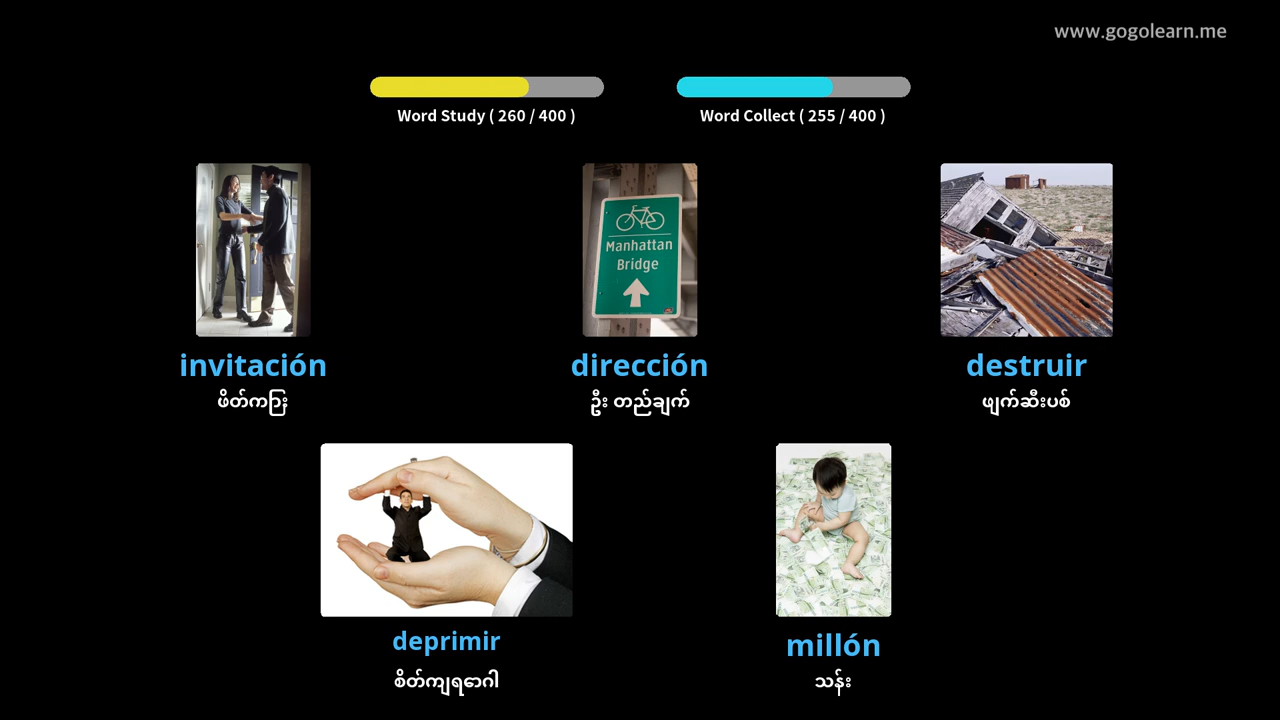 www.gogolearn.me
Word Study ( 260 / 400 )
Word Collect ( 255 / 400 )
Manhattan
Bridge
invitación
dirección
destruir
ဖိတ်ကြား
ဦး တည်ချက်
ဖျက်ဆီးပစ်
deprimir
millón
စိတ်ကျရောဂါ
သန်း